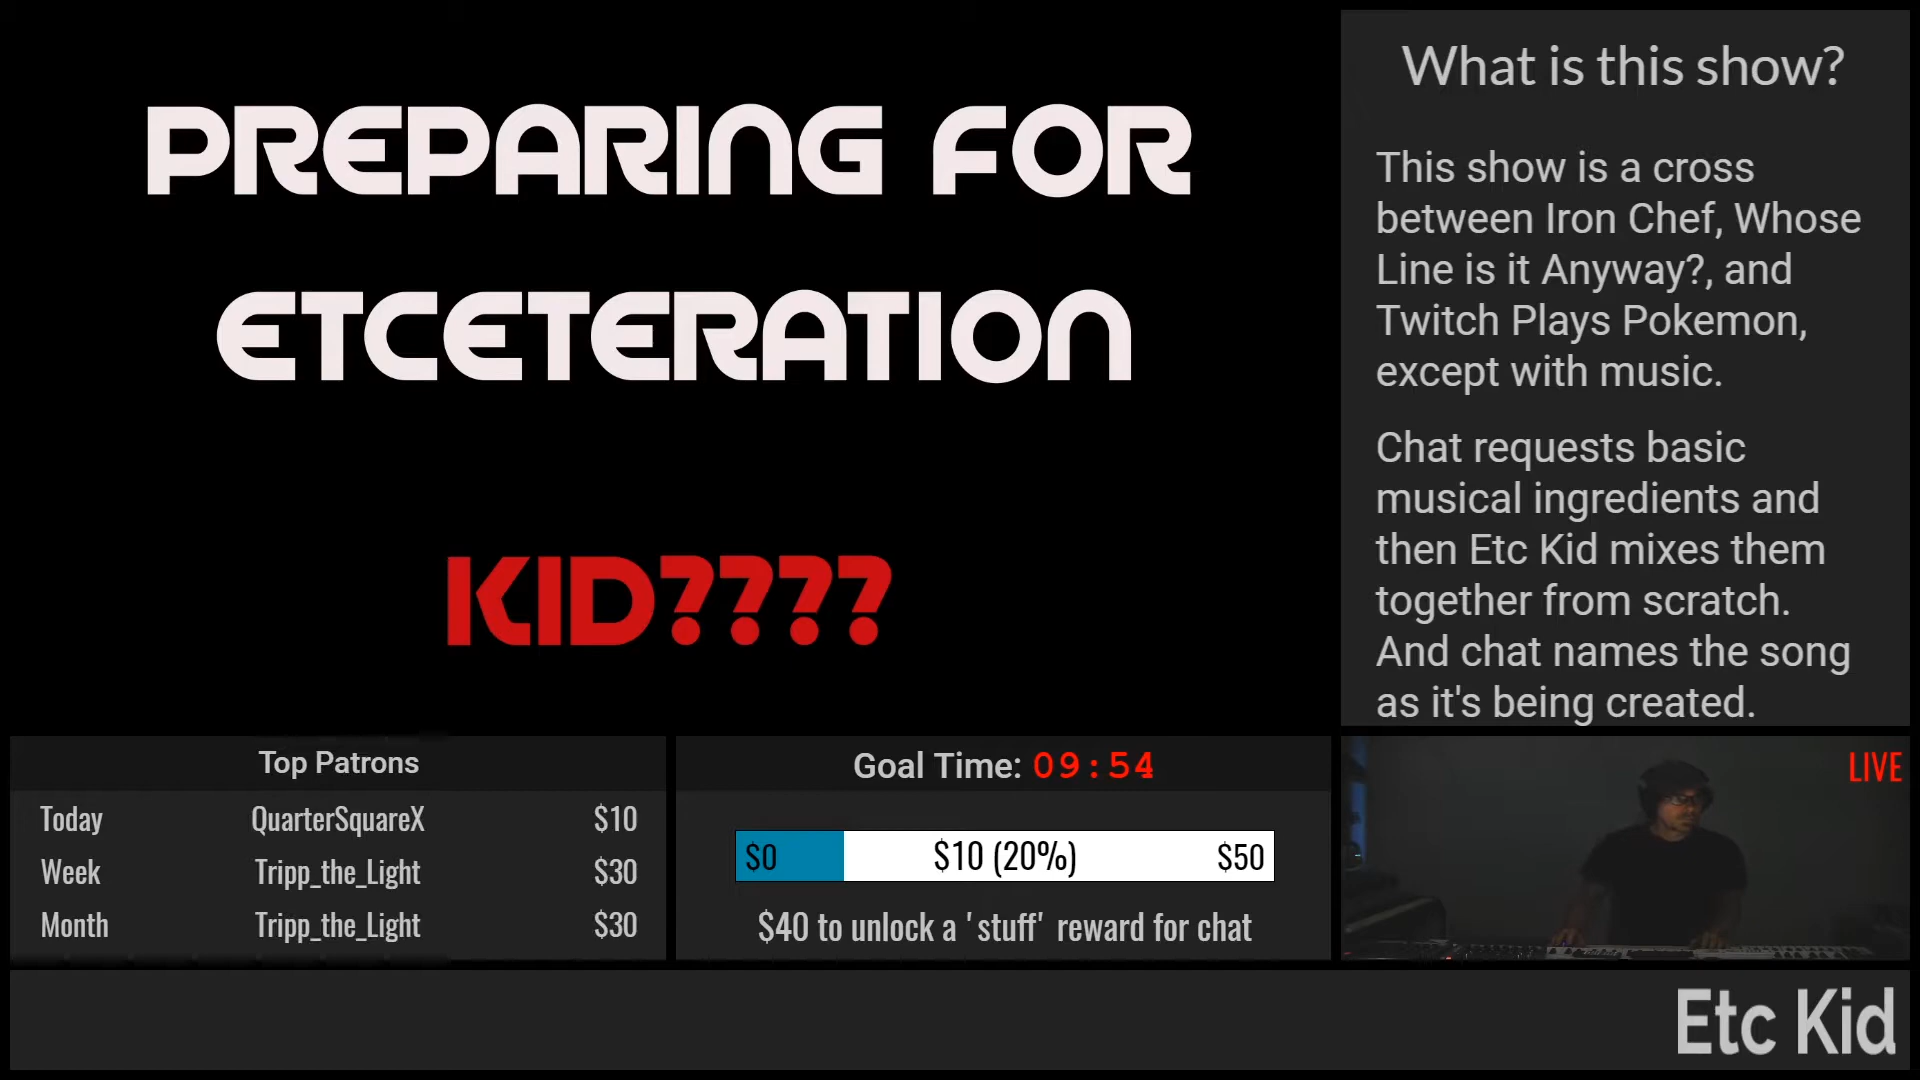 PREPARING FOR
ETCETERATION
KID????
What is this show?
This show is a cross
between Iron Chef, Whose
Line is it Anyway?, and
Twitch Plays Pokemon,
except with music.
Chat requests basic
musical ingredients and
then Etc Kid mixes them
together from scratch.
And chat names the song
as it's being created.
Top Patrons
Today QuarterSquareX $10
Week Tripp_the_Light $30
Month Tripp_the_Light $30
Goal Time: 09:54
$0 $10 (20%) $50
$40 to unlock a 'stuff' reward for chat
LIVE
Etc Kid